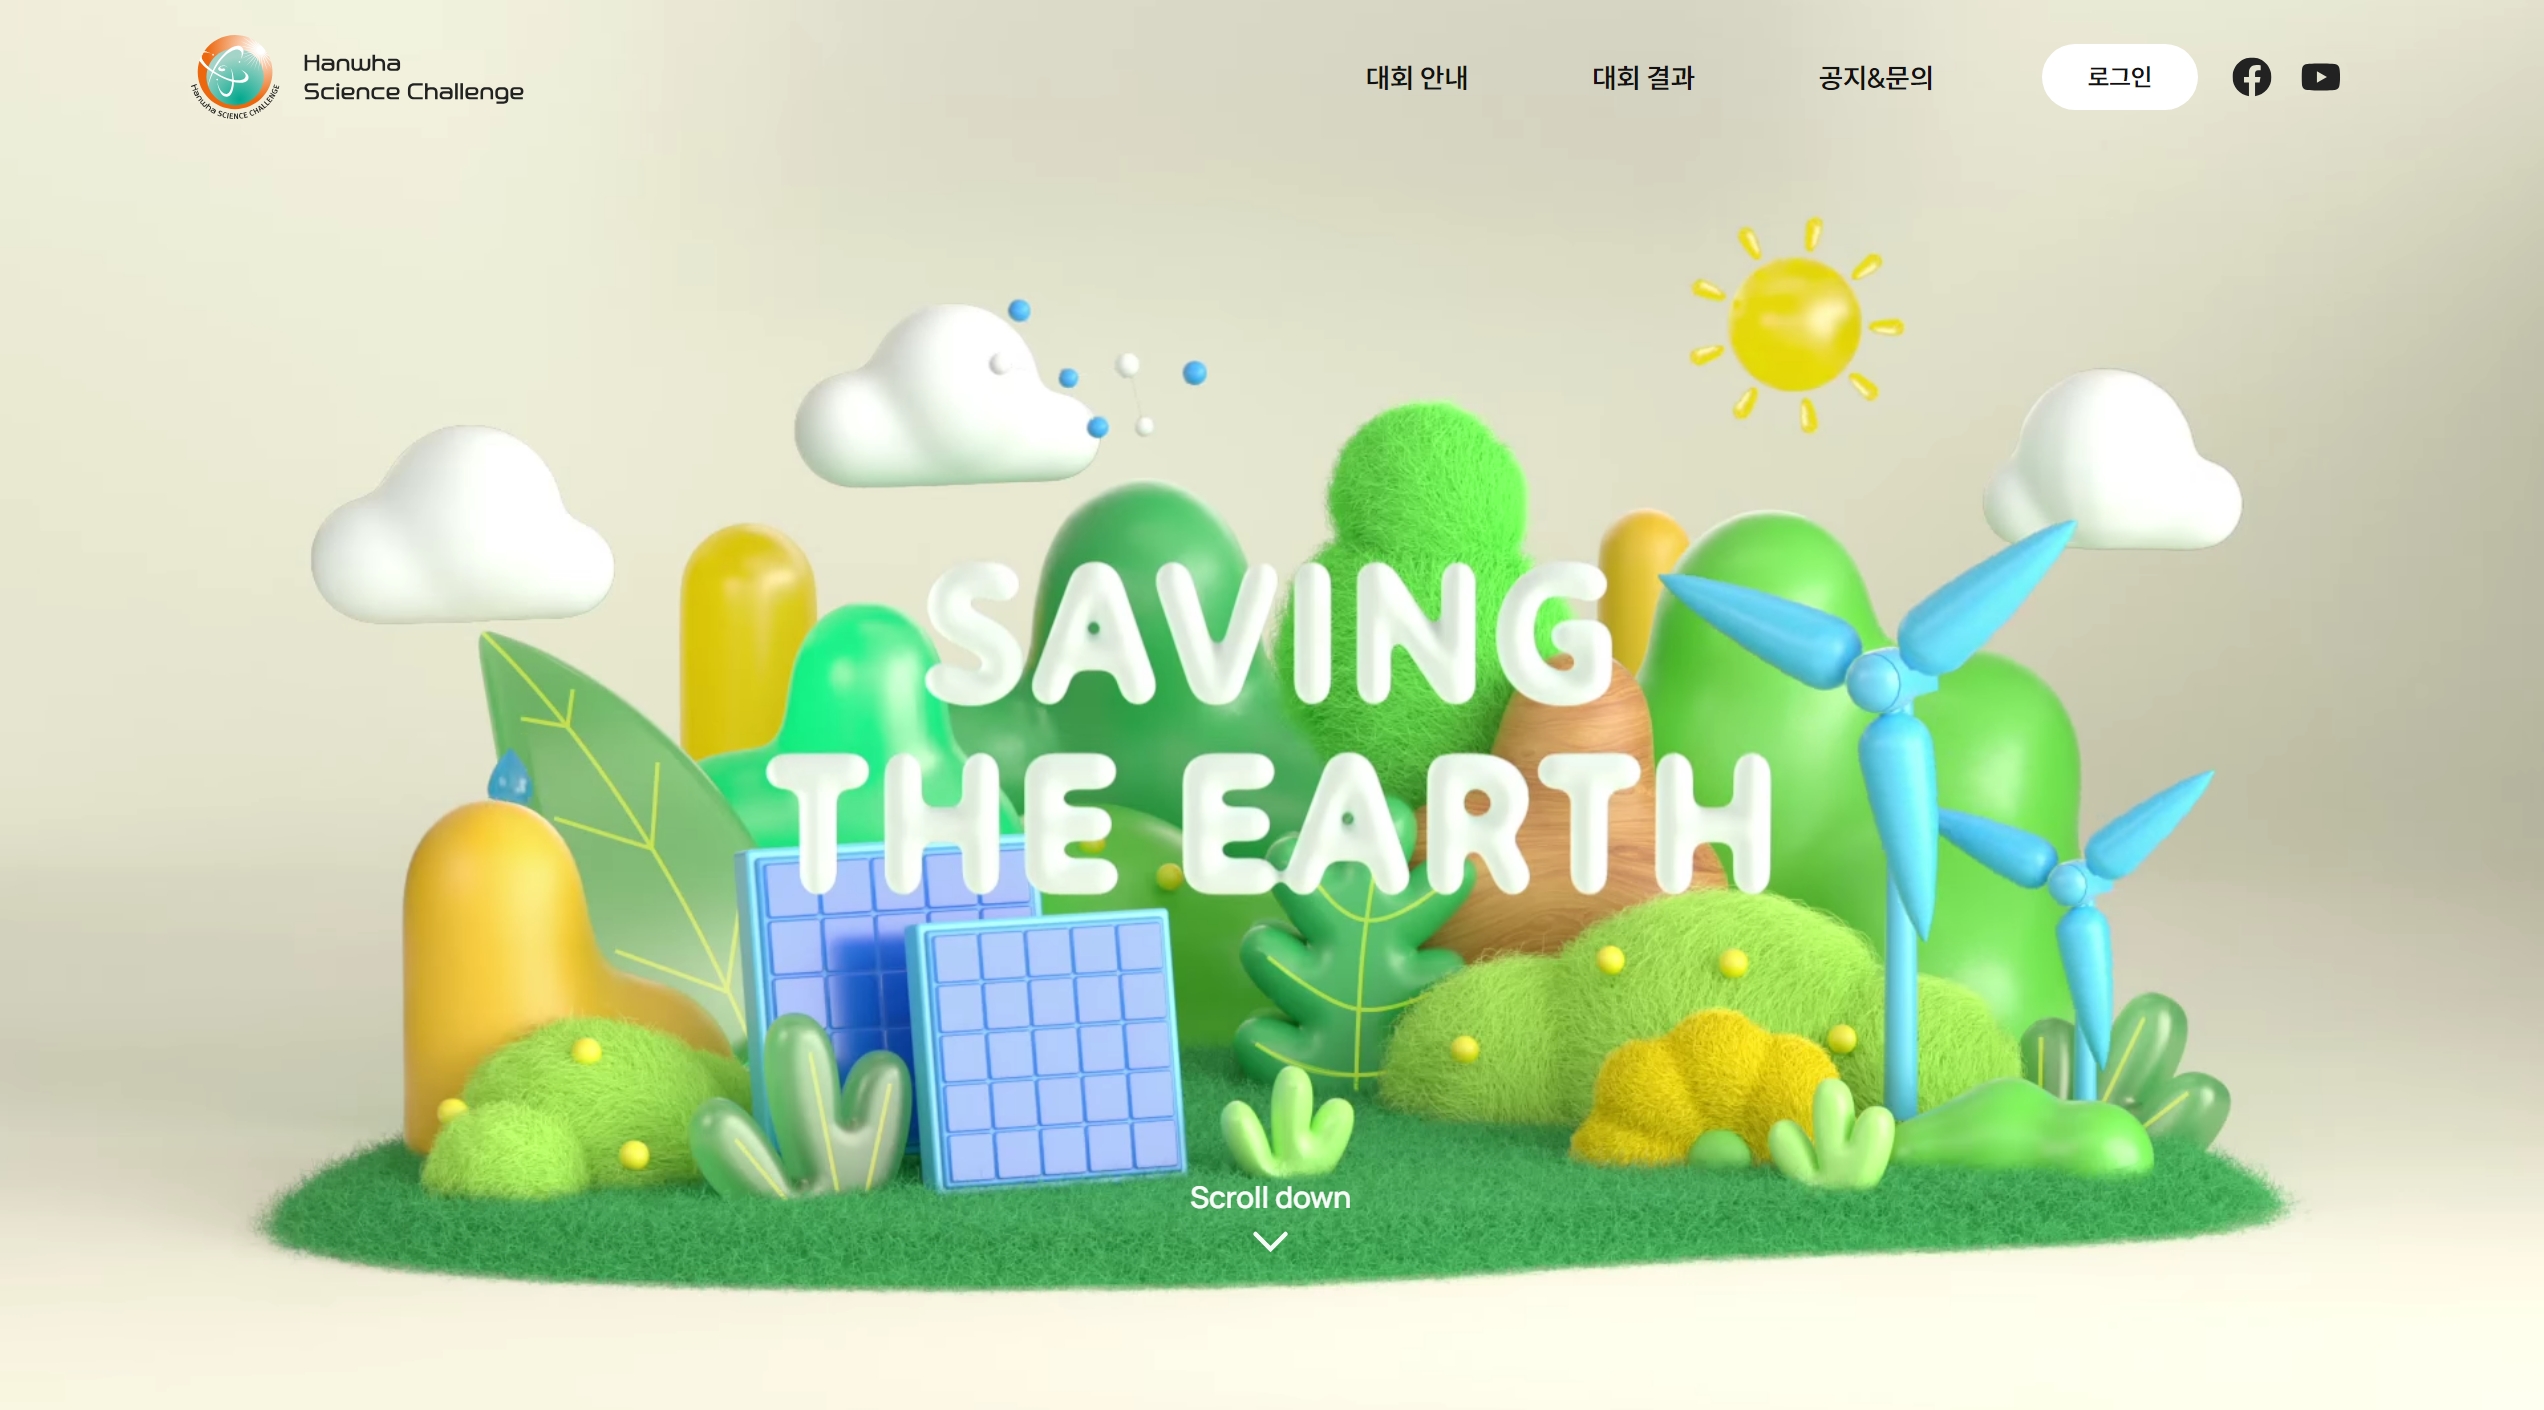 Hanwha
Science Challenge
Hanwha SCIENCE CHALLENGE
대회 안내
대회 결과
공지&문의
로그인
SAVING
THE EARTH
Scroll down